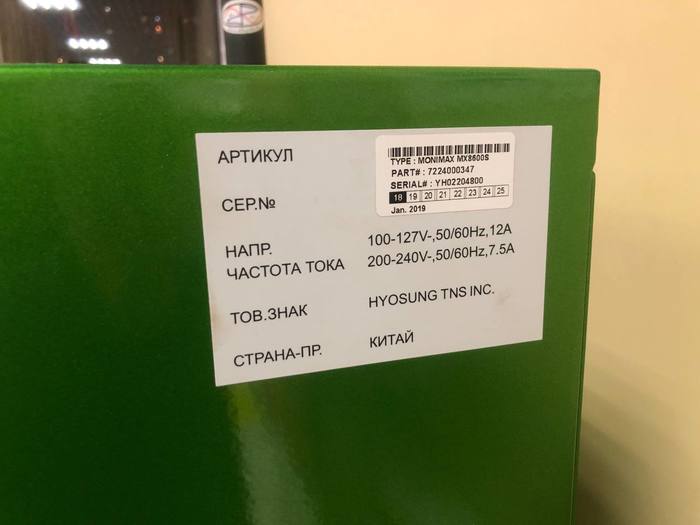 АРТИКУЛ
TYPE : MONIMAX MX8600S
PART# : 7224000347
SERIAL# : YH02204800
18 19 20 21 22 23 24 25
Jan. 2019
СЕР.№
НАПР.
ЧАСТОТА ТОКА
100-127V~,50/60Hz,12A
200-240V~,50/60Hz,7.5A
ТОВ.ЗНАК
HYOSUNG TNS INC.
СТРАНА-ПР.
КИТАЙ